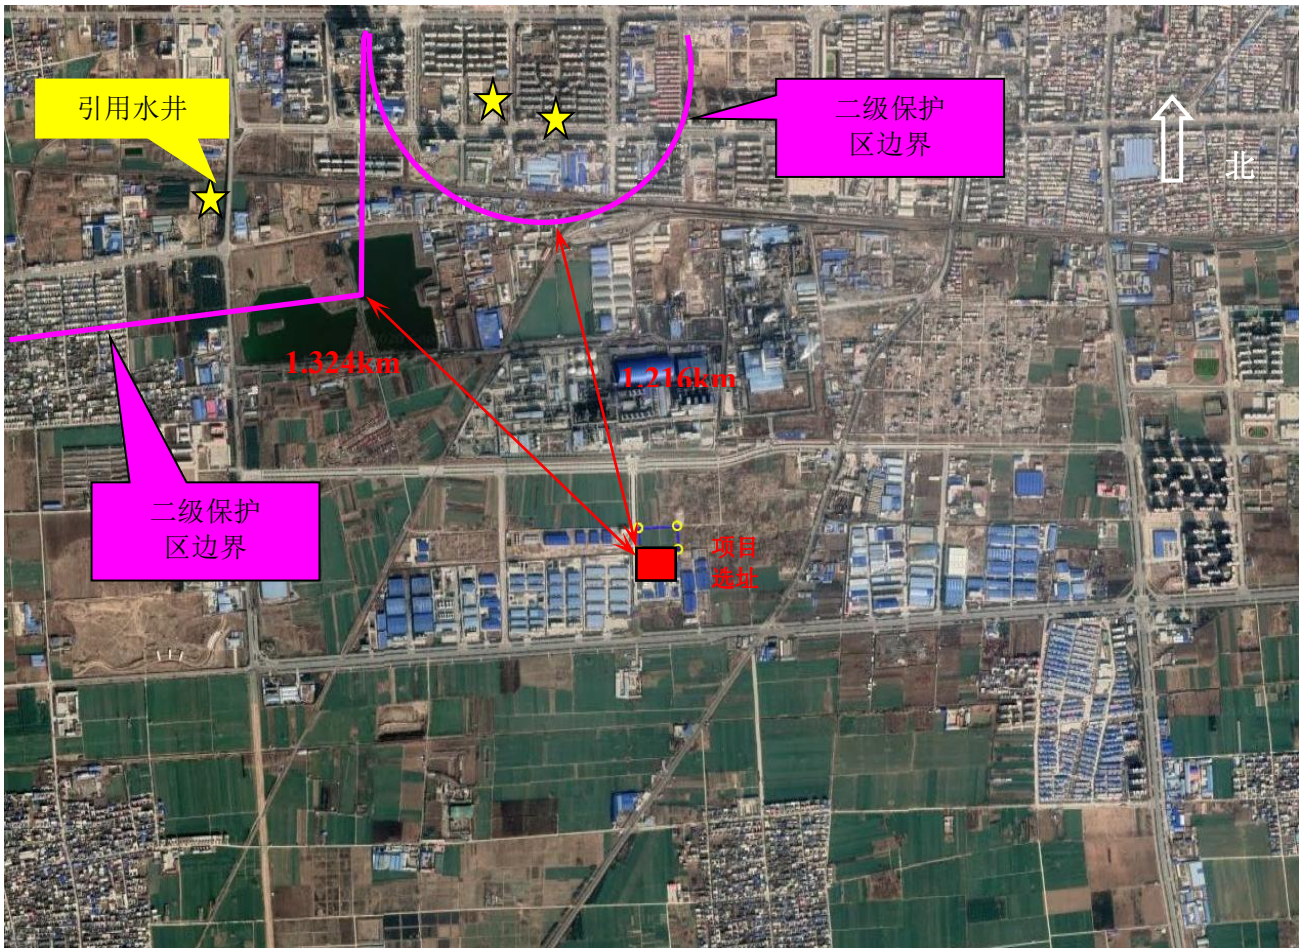 引用水井
二级保护
区边界
北
1.324km
1.216km
二级保护
区边界
项目
选址